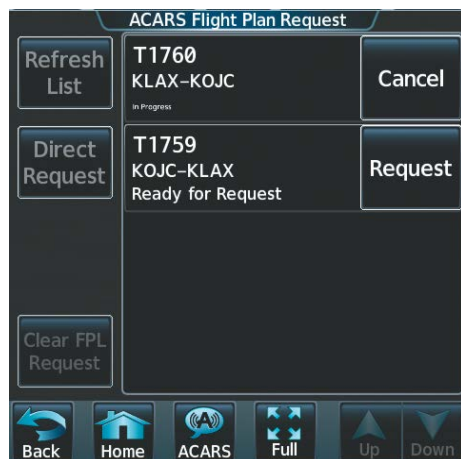 ACARS Flight Plan Request
Refresh
List
T1760
KLAX-KOJC
In Progress
Cancel
Direct
Request
T1759
KOJC-KLAX
Ready for Request
Request
Clear FPL
Request
Back
Home
ACARS
Full
Up
Down